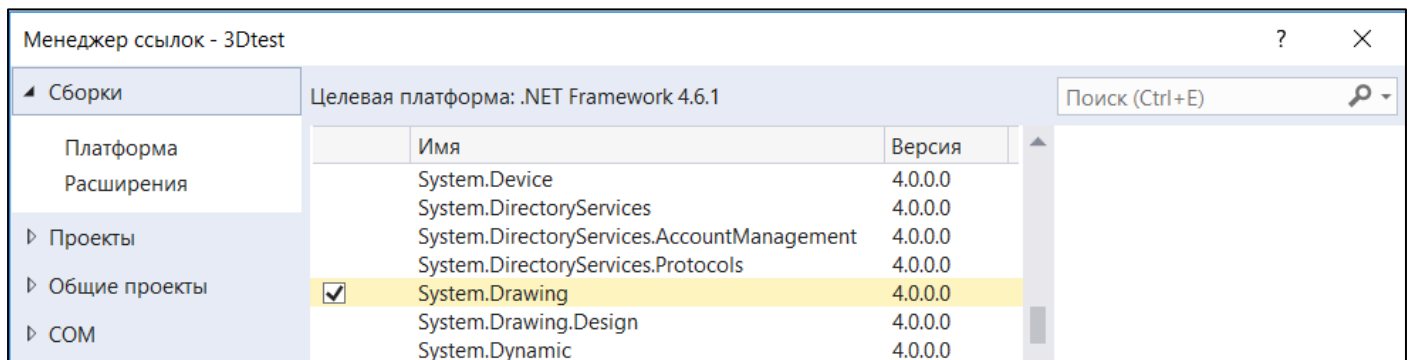 Менеджер ссылок - 3Dtest ?
Сборки
Целевая платформа: .NET Framework 4.6.1
Поиск (Ctrl+E)
Платформа
Расширения
Проекты
Общие проекты
COM
Имя Версия
System.Device 4.0.0.0
System.DirectoryServices 4.0.0.0
System.DirectoryServices.AccountManagement 4.0.0.0
System.DirectoryServices.Protocols 4.0.0.0
System.Drawing 4.0.0.0
System.Drawing.Design 4.0.0.0
System.Dynamic 4.0.0.0